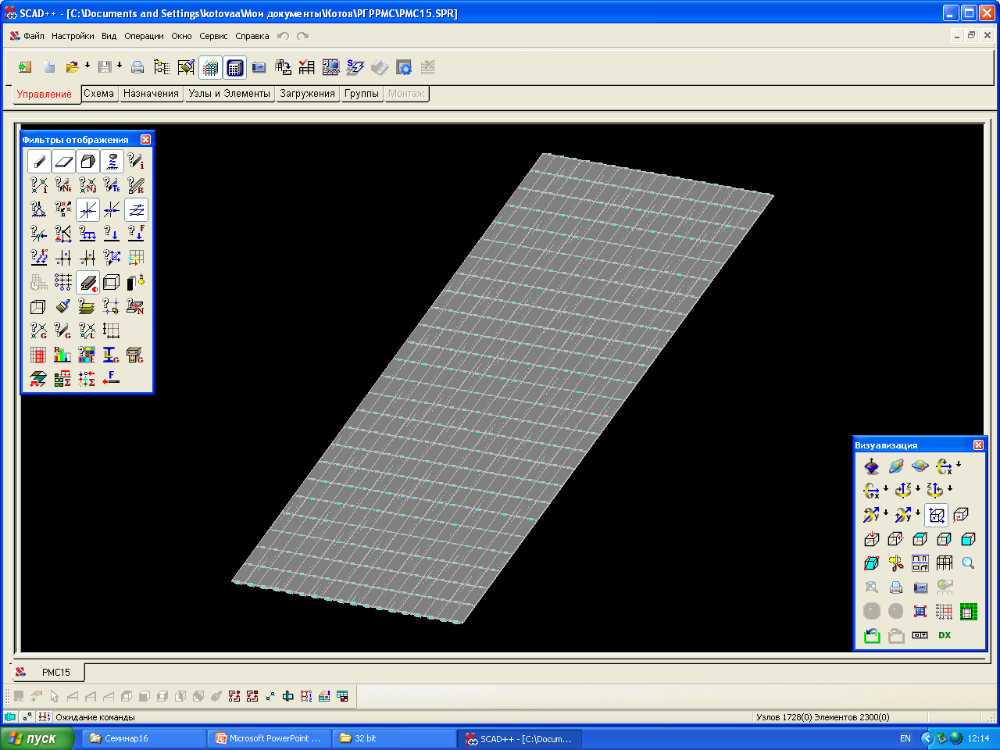 SCAD++ - [C:\Documents and Settings\kotovaa\Мои документы\Котов\РГРРМС\РМС15.SPR]
Файл Настройки Вид Операции Окно Сервис Справка
Управление Схема Назначения Узлы и Элементы Загружения Группы Монтаж
Фильтры отображения
Визуализация
DX
РМС15
Ожидание команды
Узлов 1728(0) Элементов 2300(0)
пуск
Семинар16
Microsoft PowerPoint ...
32 bit
SCAD++ - [C:\Docum...
EN
12:14